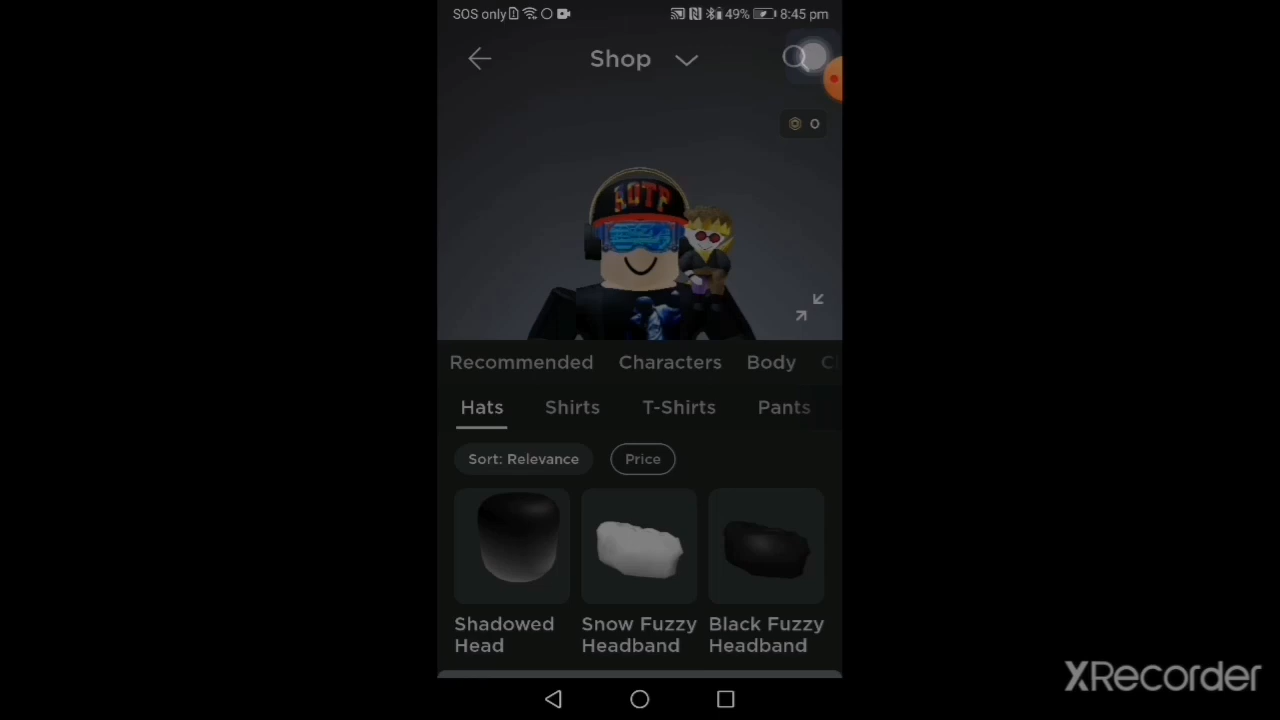 SOS only 49% 8:45 pm
Shop
0
AOTP
Recommended Characters Body
Hats Shirts T-Shirts Pants
Sort: Relevance Price
Shadowed Head
Snow Fuzzy Headband
Black Fuzzy Headband
XRecorder